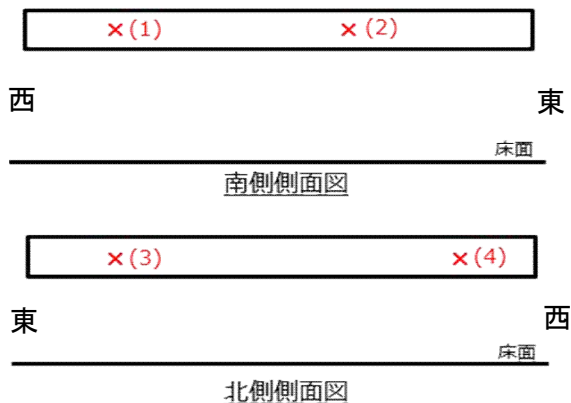 ×(1) ×(2)
西 東
床面
南側側面図
×(3) ×(4)
東 西
床面
北側側面図